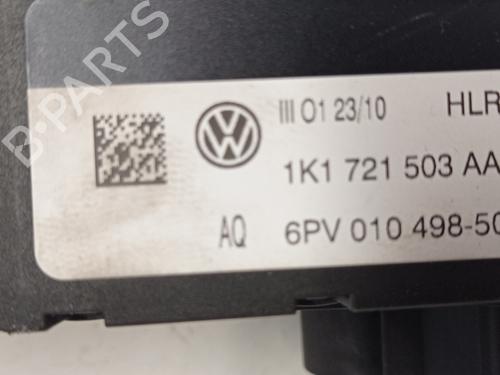 B-PARTS
III O1 23/10 HLR
1K1 721 503 AA
AQ 6PV 010 498-50